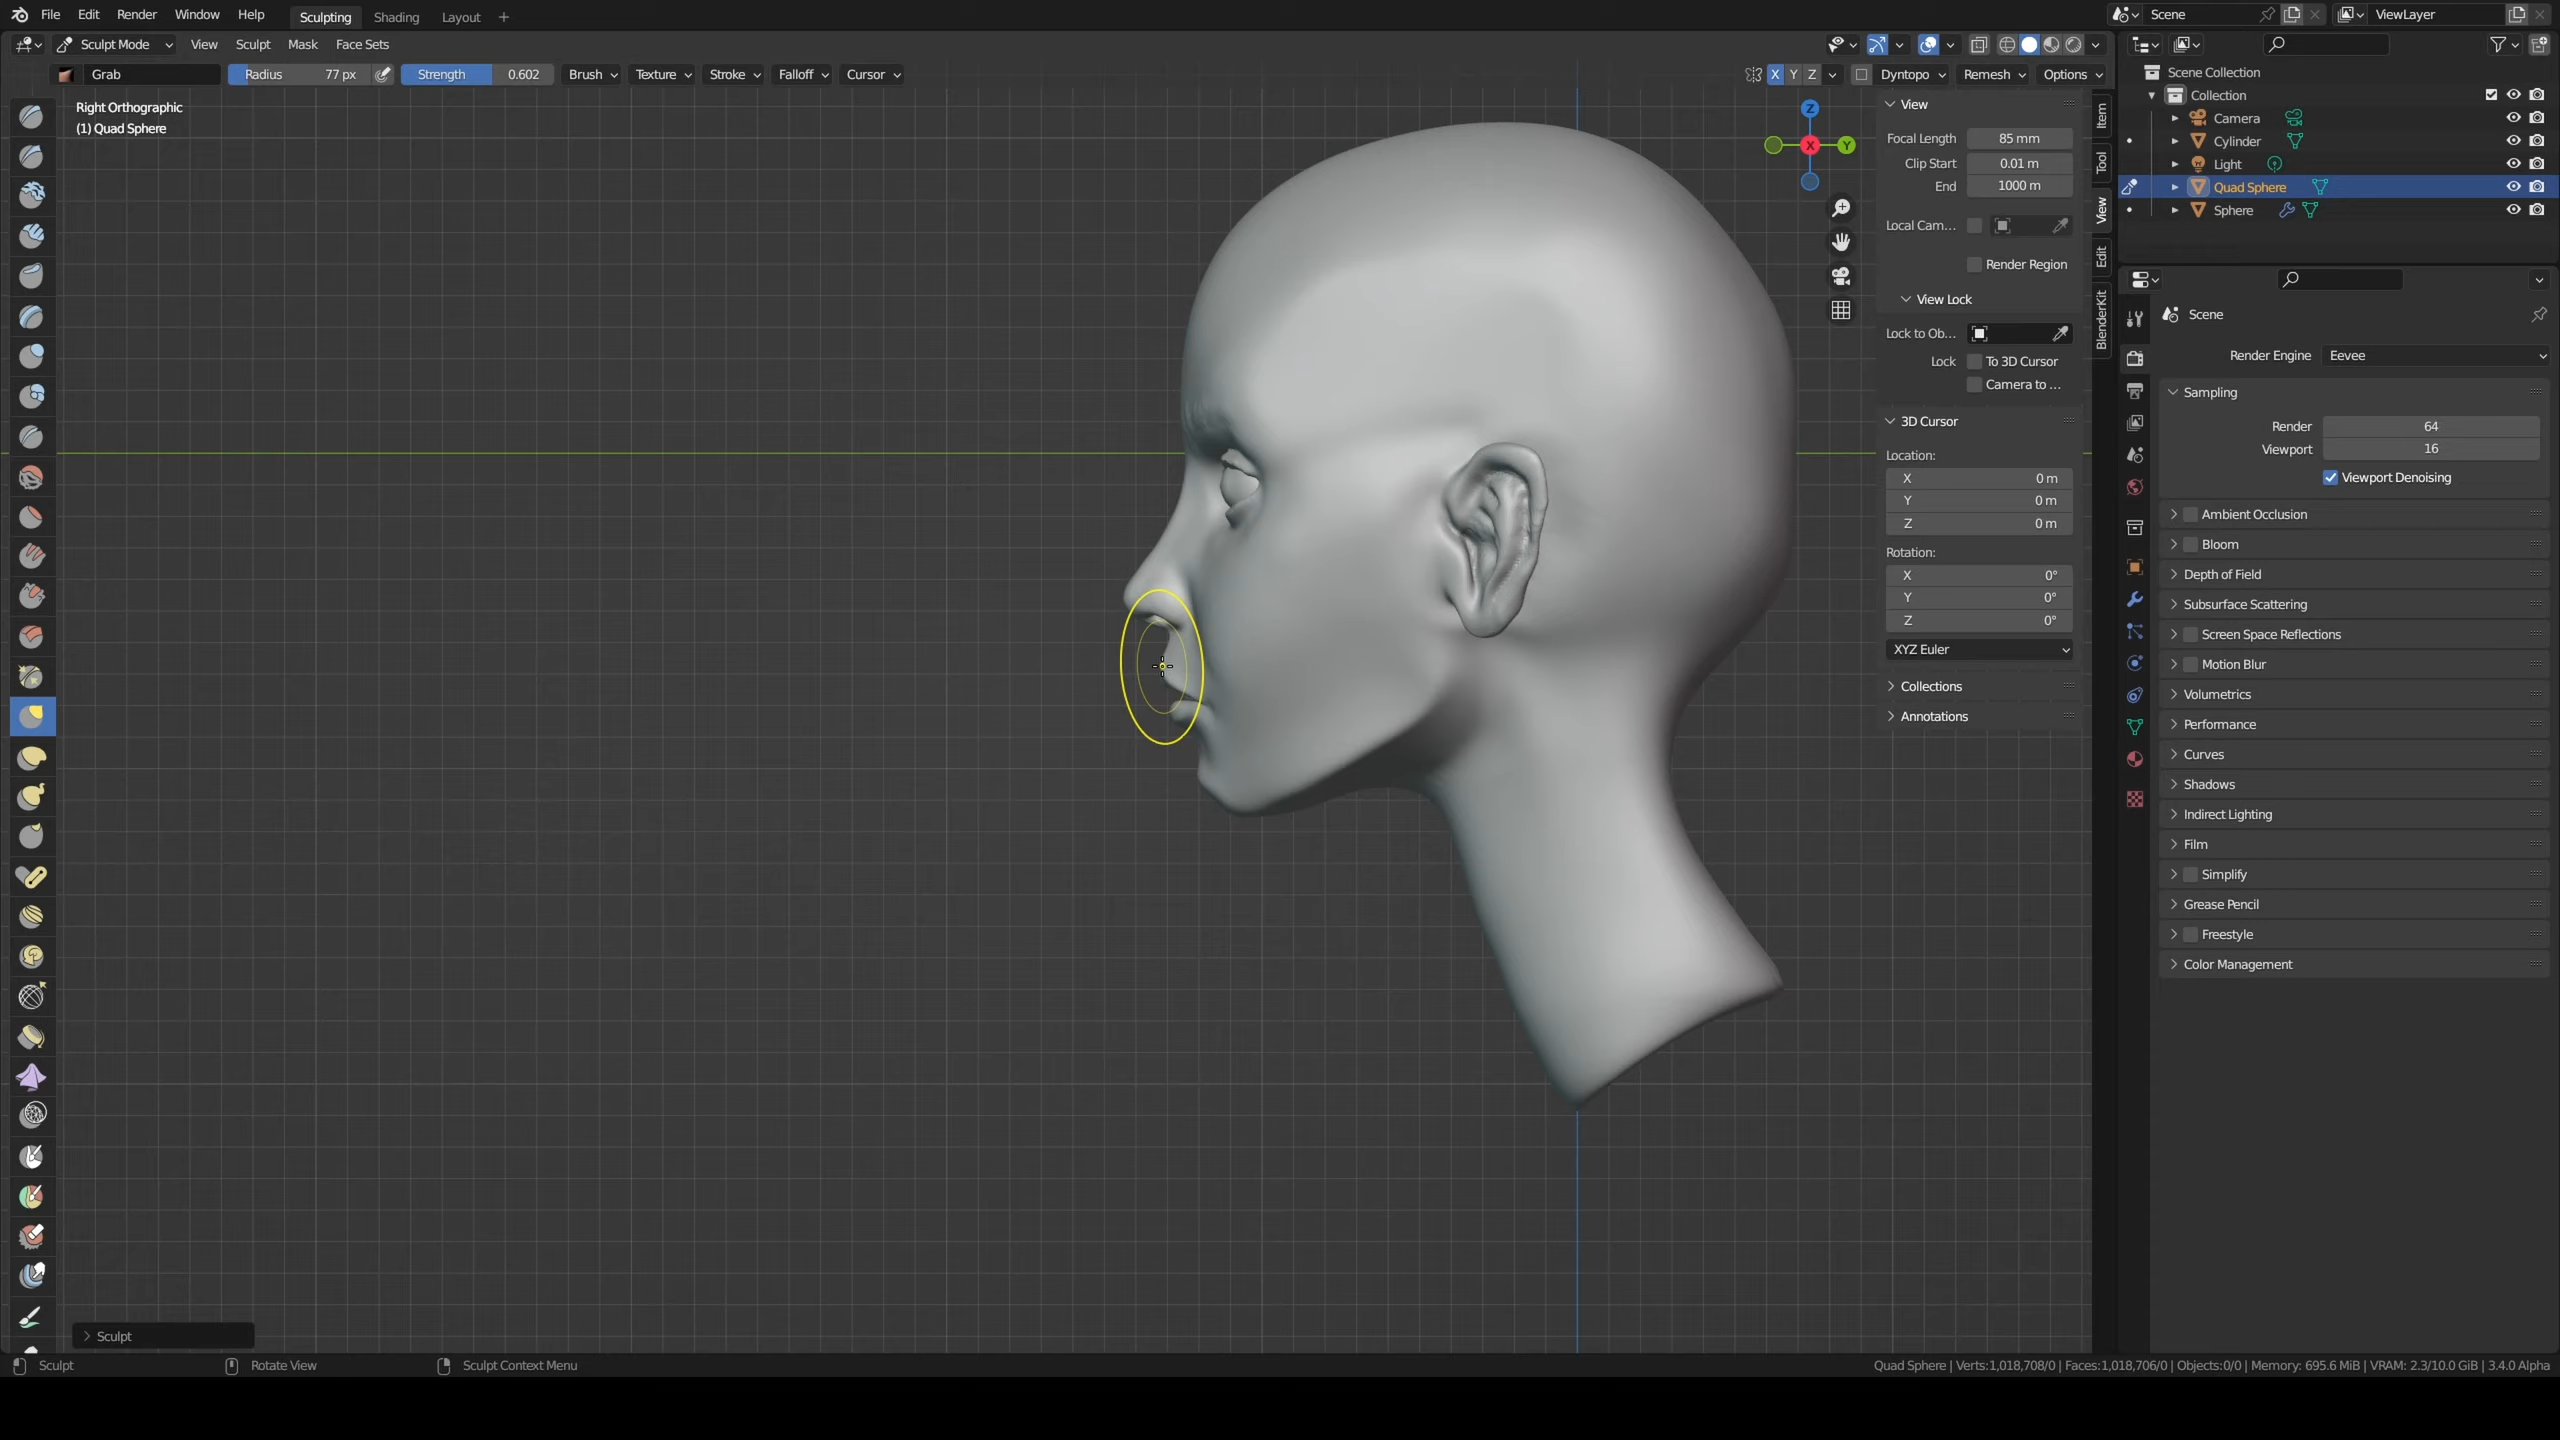 File Edit Render Window Help Sculpting Shading Layout + Scene ViewLayer
Sculpt Mode View Sculpt Mask Face Sets
Grab Radius 77 px Strength 0.602 Brush Texture Stroke Falloff Cursor X Y Z Dyntopo Remesh Options
Right Orthographic
(1) Quad Sphere
Z
Y
X
View
Focal Length 85 mm
Clip Start 0.01 m
End 1000 m
Local Cam...
Render Region
View Lock
Lock to Ob...
Lock To 3D Cursor
Camera to ...
3D Cursor
Location:
X 0 m
Y 0 m
Z 0 m
Rotation:
X 0°
Y 0°
Z 0°
XYZ Euler
Collections
Annotations
Item
Tool
View
Edit
BlenderKit
Scene Collection
Collection
Camera
Cylinder
Light
Quad Sphere
Sphere
Scene
Render Engine Eevee
Sampling
Render 64
Viewport 16
Viewport Denoising
Ambient Occlusion
Bloom
Depth of Field
Subsurface Scattering
Screen Space Reflections
Motion Blur
Volumetrics
Performance
Curves
Shadows
Indirect Lighting
Film
Simplify
Grease Pencil
Freestyle
Color Management
Sculpt
Sculpt Rotate View Sculpt Context Menu
Quad Sphere | Verts:1,018,708/0 | Faces:1,018,706/0 | Objects:0/0 | Memory: 695.6 MiB | VRAM: 2.3/10.0 GiB | 3.4.0 Alpha